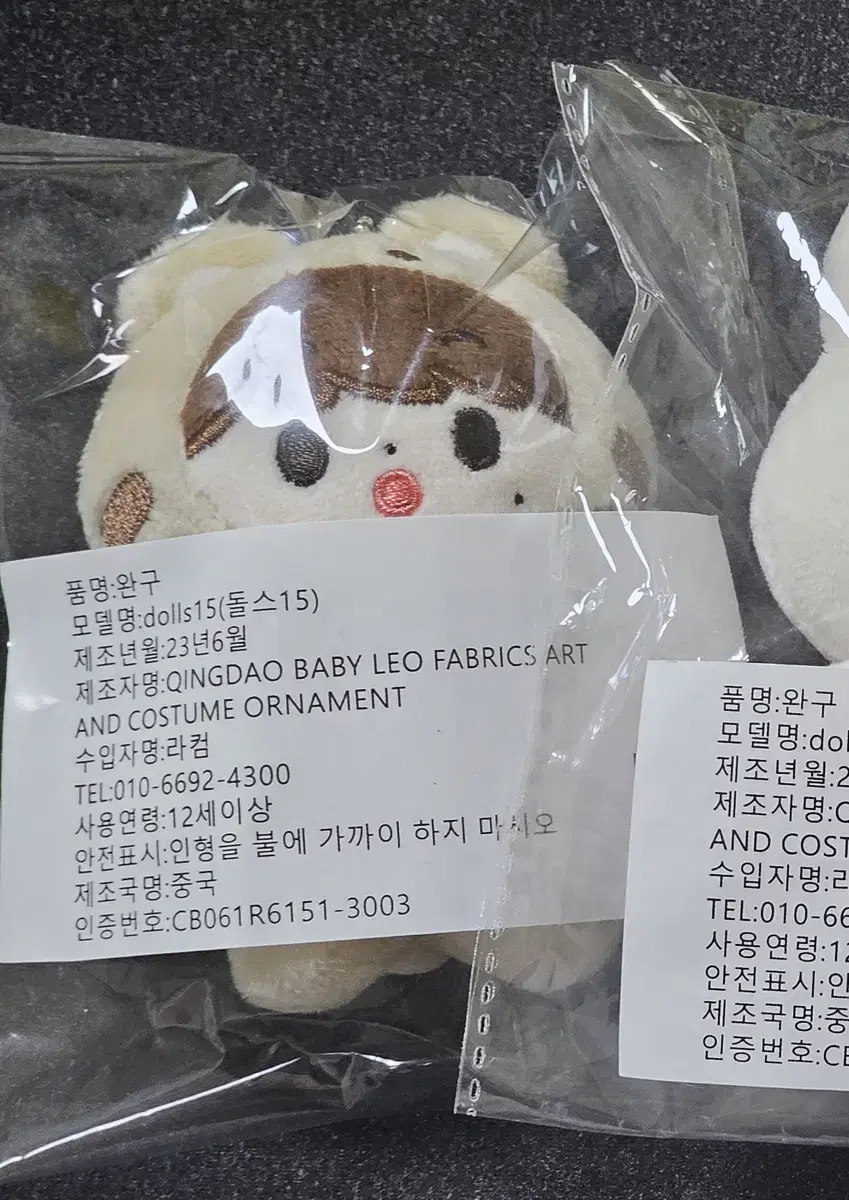 품명:완구
모델명:dolls15(돌스15)
제조년월:23년6월
제조자명:QINGDAO BABY LEO FABRICS ART
AND COSTUME ORNAMENT
수입자명:라컴
TEL:010-6692-4300
사용연령:12세이상
안전표시:인형을 불에 가까이 하지 마시오
제조국명:중국
인증번호:CB061R6151-3003
품명:완구
모델명:dol
제조년월:2
제조자명:
AND COST
수입자명:
TEL:010-66
사용연령:12
안전표시:인
제조국명:중
인증번호:CB